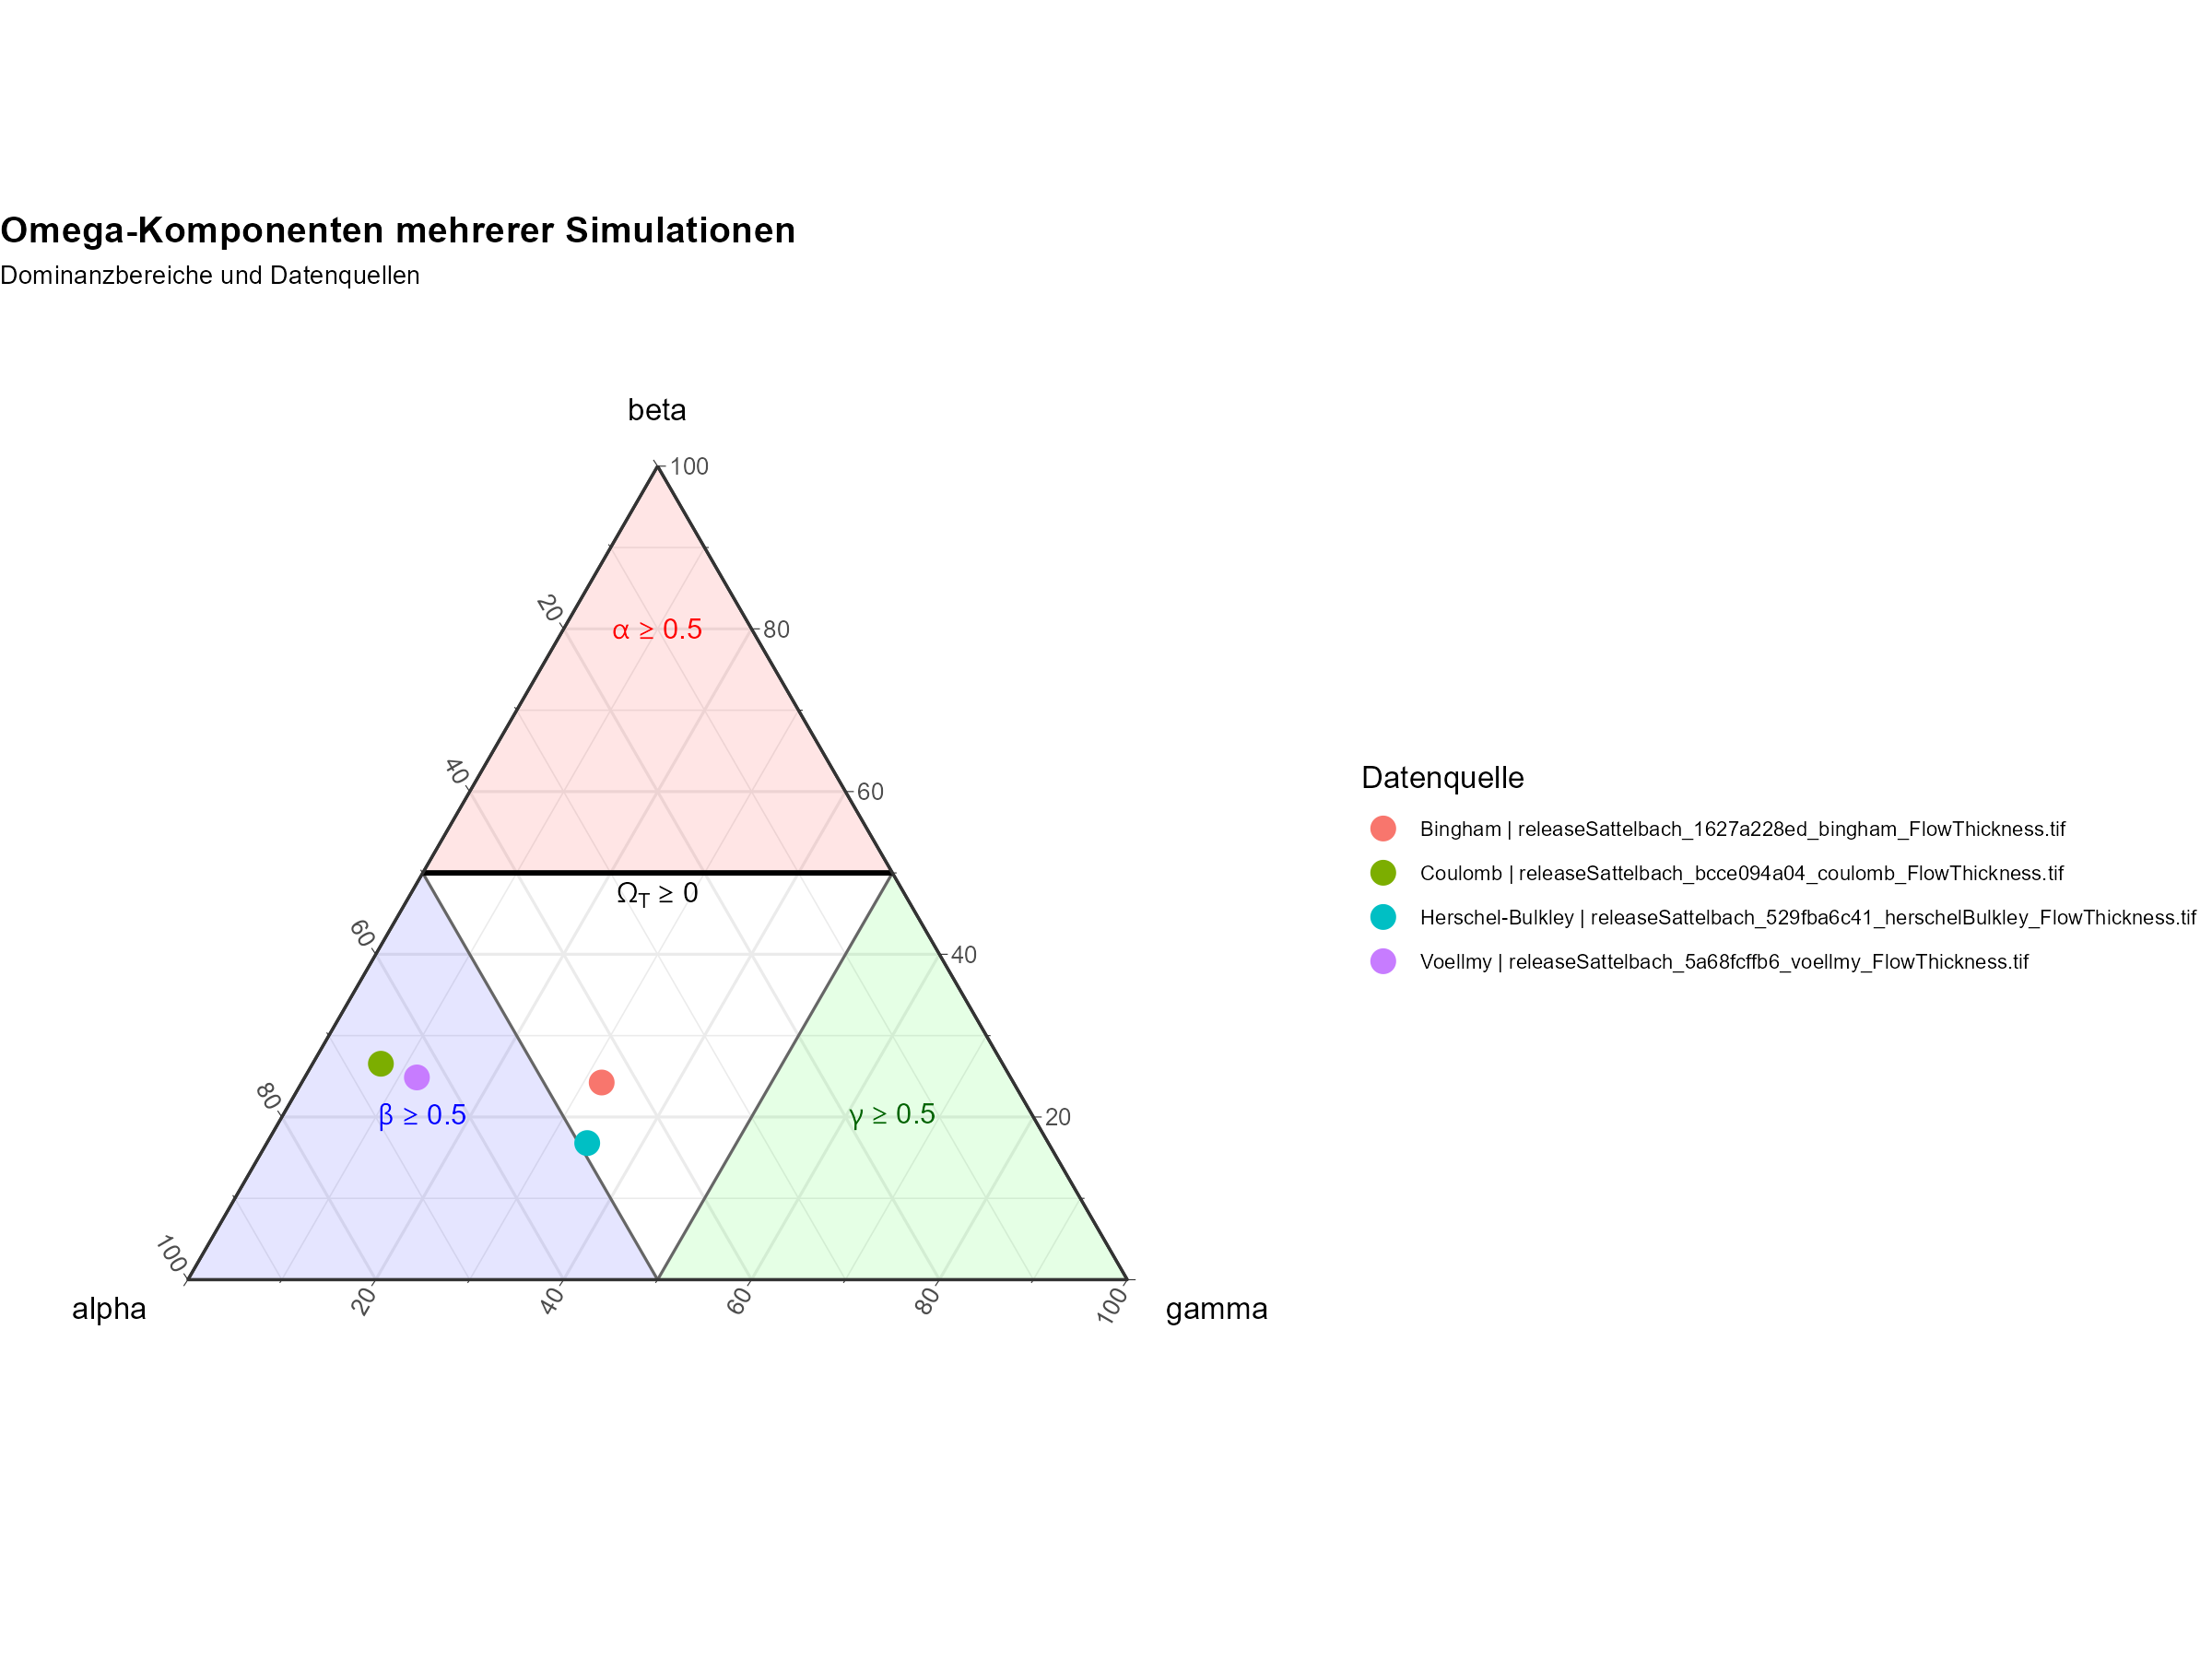 Omega-Komponenten mehrerer Simulationen
Dominanzbereiche und Datenquellen
beta
100
20
α ≥ 0.5
80
40
60
Ω_T ≥ 0
60
40
80
β ≥ 0.5
γ ≥ 0.5
20
100
alpha
20
40
60
80
100
gamma
Datenquelle
Bingham | releaseSattelbach_1627a228ed_bingham_FlowThickness.tif
Coulomb | releaseSattelbach_bcce094a04_coulomb_FlowThickness.tif
Herschel-Bulkley | releaseSattelbach_529fba6c41_herschelBulkley_FlowThickness.tif
Voellmy | releaseSattelbach_5a68fcffb6_voellmy_FlowThickness.tif